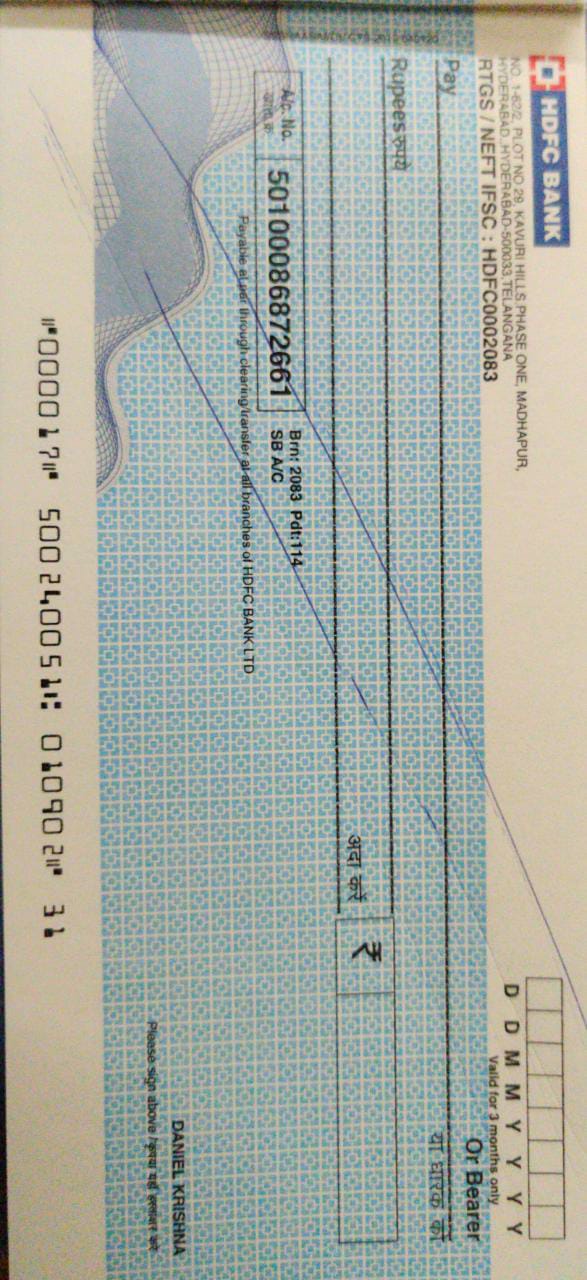 HDFC BANK
NO. 1-62/2, PLOT NO 29, KAVURI HILLS,PHASE ONE, MADHAPUR,
HYDERABAD,.HYDERABAD-500033,TELANGANA
RTGS / NEFT IFSC : HDFC0002083
D D M M Y Y Y Y
Valid for 3 months only
Pay
Or Bearer
या धारक को
Rupees रुपये
अदा करें ₹
A/c. No. 50100086872661
Brn: 2083 Pdt:114
SB A/C
Payable at par through clearing/transfer at all branches of HDFC BANK LTD
DANIEL KRISHNA
Please sign above / कृपया यहाँ हस्ताक्षर करें
⑈000017⑈ 500240051⑆ 010902⑈ 31